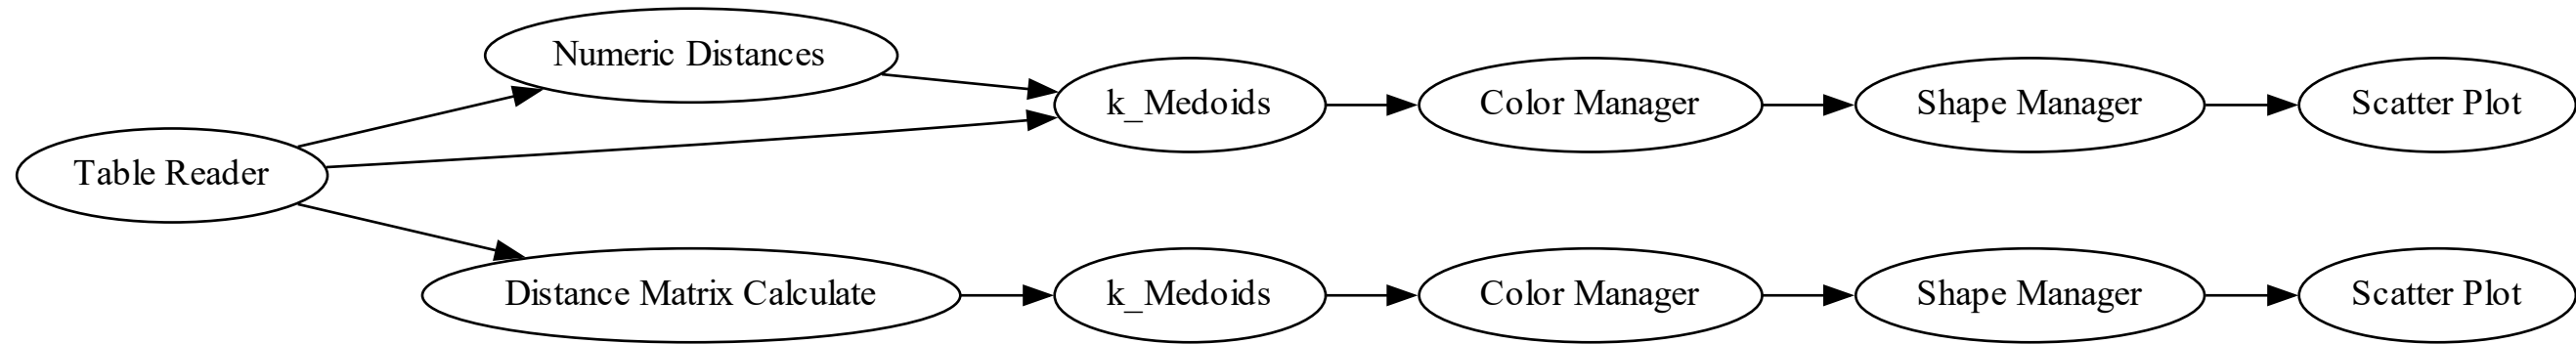 Numeric Distances
k_Medoids
Color Manager
Shape Manager
Scatter Plot
Table Reader
Distance Matrix Calculate
k_Medoids
Color Manager
Shape Manager
Scatter Plot